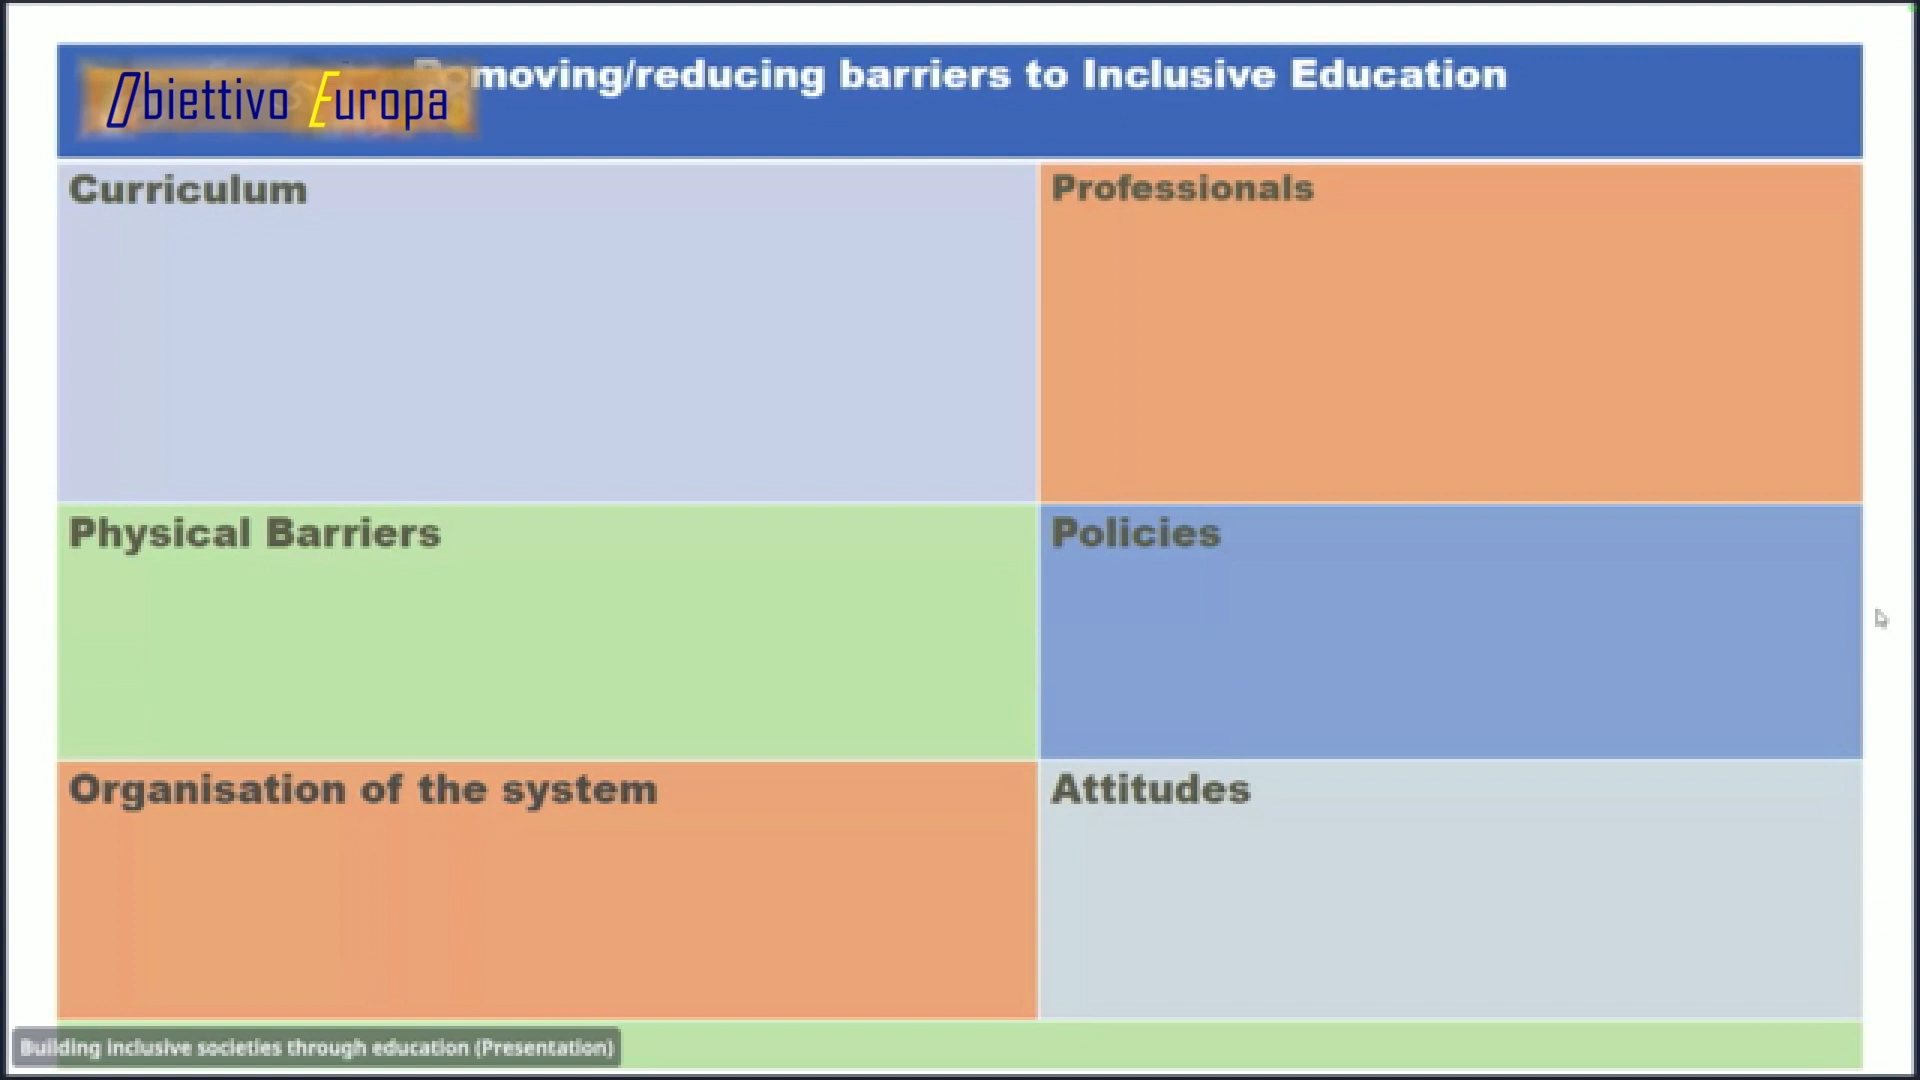 Obiettivo Europa
Removing/reducing barriers to Inclusive Education
Curriculum
Professionals
Physical Barriers
Policies
Organisation of the system
Attitudes
Building inclusive societies through education (Presentation)